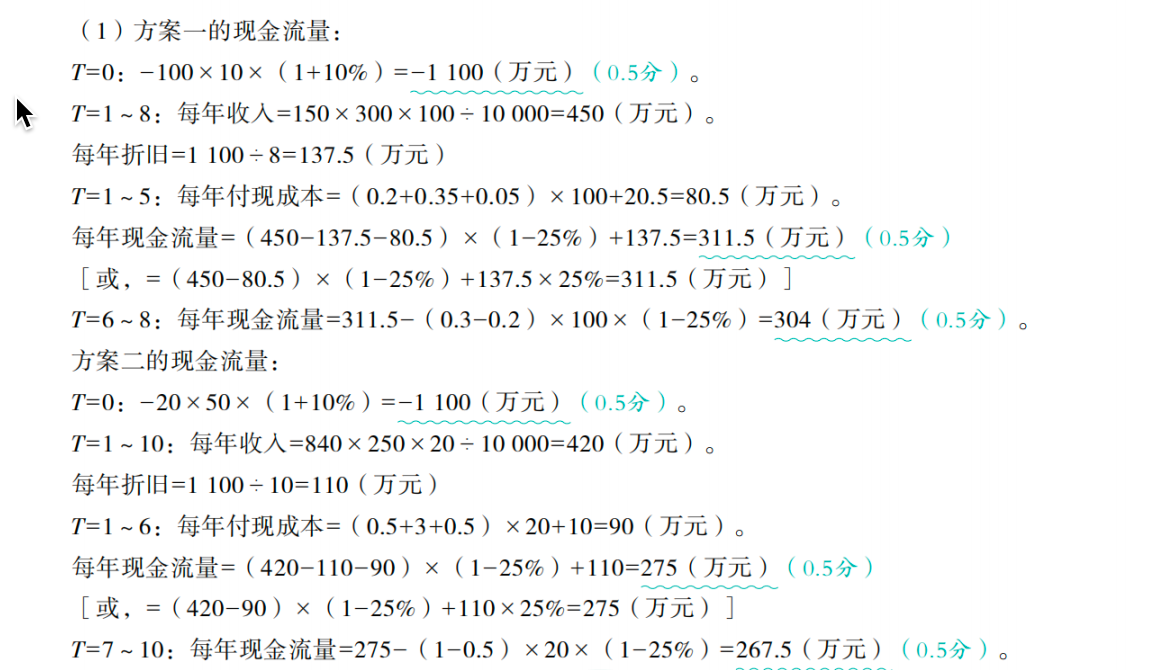 （1）方案一的现金流量：
T=0：−100×10×（1+10%）=−1 100（万元）（0.5分）。
T=1～8：每年收入=150×300×100÷10 000=450（万元）。
每年折旧=1 100÷8=137.5（万元）
T=1～5：每年付现成本=（0.2+0.35+0.05）×100+20.5=80.5（万元）。
每年现金流量=（450−137.5−80.5）×（1−25%）+137.5=311.5（万元）（0.5分）
［或，=（450−80.5）×（1−25%）+137.5×25%=311.5（万元）］
T=6～8：每年现金流量=311.5−（0.3−0.2）×100×（1−25%）=304（万元）（0.5分）。
方案二的现金流量：
T=0：−20×50×（1+10%）=−1 100（万元）（0.5分）。
T=1～10：每年收入=840×250×20÷10 000=420（万元）。
每年折旧=1 100÷10=110（万元）
T=1～6：每年付现成本=（0.5+3+0.5）×20+10=90（万元）。
每年现金流量=（420−110−90）×（1−25%）+110=275（万元）（0.5分）
［或，=（420−90）×（1−25%）+110×25%=275（万元）］
T=7～10：每年现金流量=275−（1−0.5）×20×（1−25%）=267.5（万元）（0.5分）。